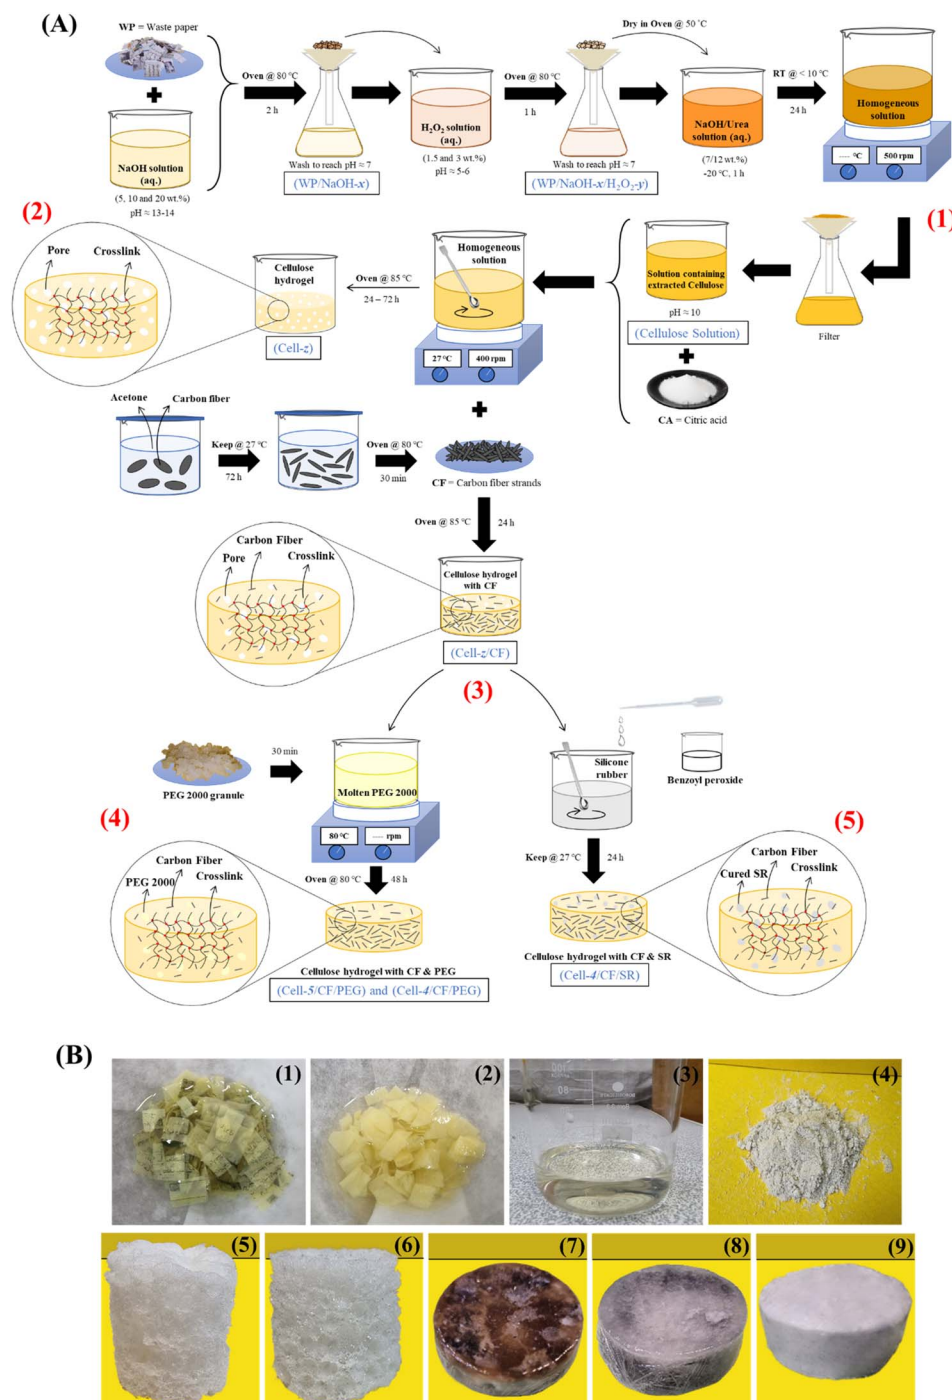 (A)
WP = Waste paper
NaOH solution
(aq.)
(5, 10 and 20 wt.%)
pH ≈ 13-14
Oven @ 80 °C
2 h
Wash to reach pH ≈ 7
(WP/NaOH-x)
H₂O₂ solution
(aq.)
(1.5 and 3 wt.%)
pH ≈ 5-6
Oven @ 80 °C
1 h
Wash to reach pH ≈ 7
(WP/NaOH-x/H₂O₂-y)
Dry in Oven @ 50 °C
NaOH/Urea
solution (aq.)
(7/12 wt.%)
-20 °C, 1 h
RT @ < 10 °C
24 h
Homogeneous
solution
---- °C
500 rpm
(1)
Filter
Solution containing
extracted Cellulose
pH ≈ 10
(Cellulose Solution)
CA = Citric acid
Homogeneous
solution
27 °C
400 rpm
Oven @ 85 °C
24 – 72 h
Cellulose
hydrogel
(Cell-z)
(2)
Pore
Crosslink
Acetone
Carbon fiber
Keep @ 27 °C
72 h
Oven @ 80 °C
30 min
CF = Carbon fiber strands
Oven @ 85 °C
24 h
Carbon Fiber
Pore
Crosslink
Cellulose hydrogel
with CF
(Cell-z/CF)
(3)
PEG 2000 granule
30 min
Molten PEG 2000
80 °C
---- rpm
Oven @ 80 °C
48 h
(4)
Carbon Fiber
PEG 2000
Crosslink
Cellulose hydrogel with CF & PEG
(Cell-5/CF/PEG) and (Cell-4/CF/PEG)
Silicone
rubber
Benzoyl peroxide
Keep @ 27 °C
24 h
(5)
Carbon Fiber
Cured SR
Crosslink
Cellulose hydrogel with CF & SR
(Cell-4/CF/SR)
(B)
(1)
(2)
(3)
(4)
(5)
(6)
(7)
(8)
(9)